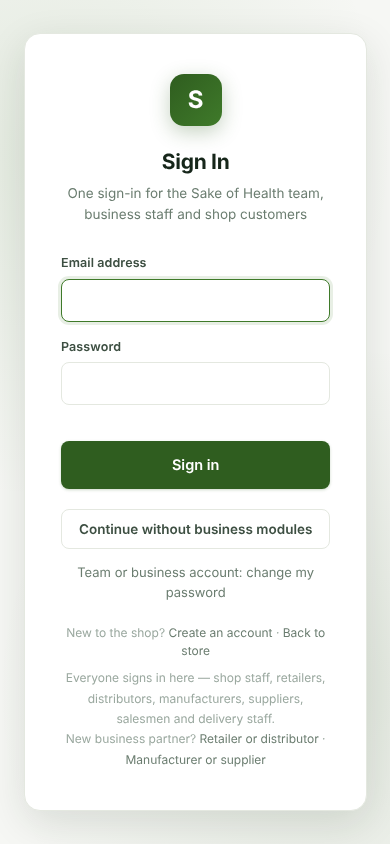 S
Sign In
One sign-in for the Sake of Health team,
business staff and shop customers
Email address
Password
Sign in
Continue without business modules
Team or business account: change my
password
New to the shop? Create an account · Back to
store
Everyone signs in here — shop staff, retailers,
distributors, manufacturers, suppliers,
salesmen and delivery staff.
New business partner? Retailer or distributor ·
Manufacturer or supplier